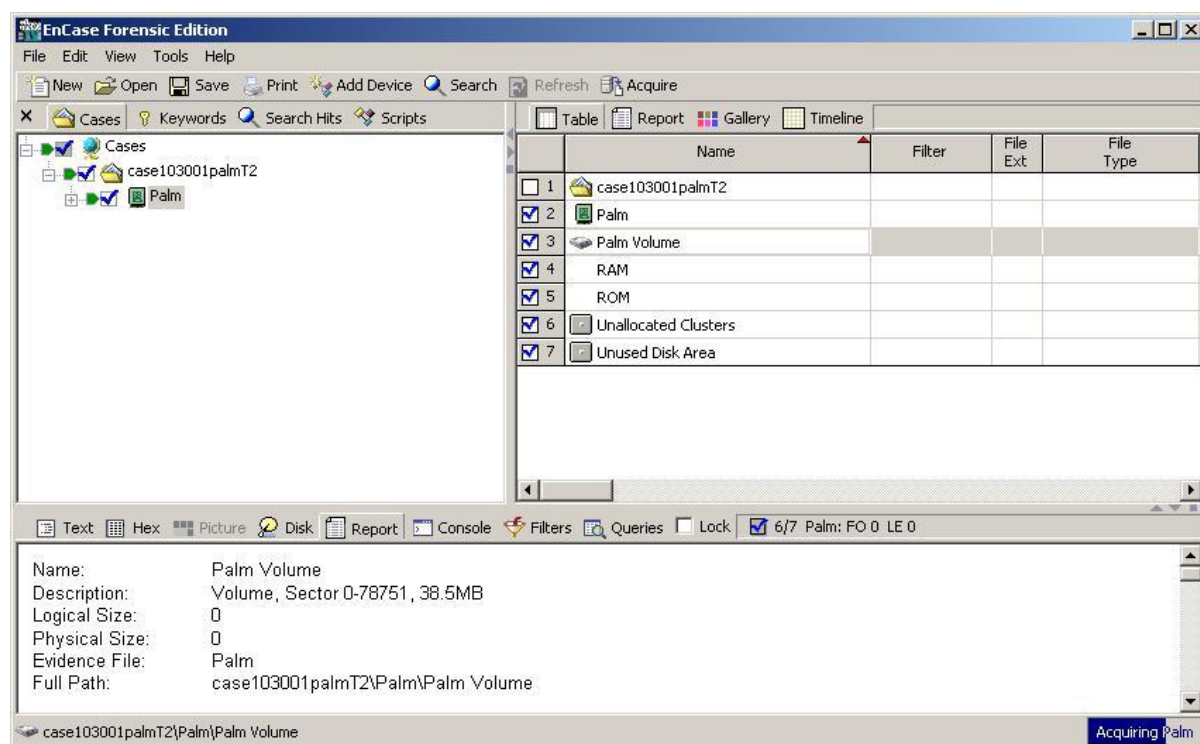 EnCase Forensic Edition
File Edit View Tools Help
New Open Save Print Add Device Search Refresh Acquire
Cases Keywords Search Hits Scripts
Table Report Gallery Timeline
Cases
case103001palmT2
Palm
Name Filter File Ext File Type
1 case103001palmT2
2 Palm
3 Palm Volume
4 RAM
5 ROM
6 Unallocated Clusters
7 Unused Disk Area
Text Hex Picture Disk Report Console Filters Queries Lock 6/7 Palm: FO 0 LE 0
Name: Palm Volume
Description: Volume, Sector 0-78751, 38.5MB
Logical Size: 0
Physical Size: 0
Evidence File: Palm
Full Path: case103001palmT2\Palm\Palm Volume
case103001palmT2\Palm\Palm Volume
Acquiring Palm